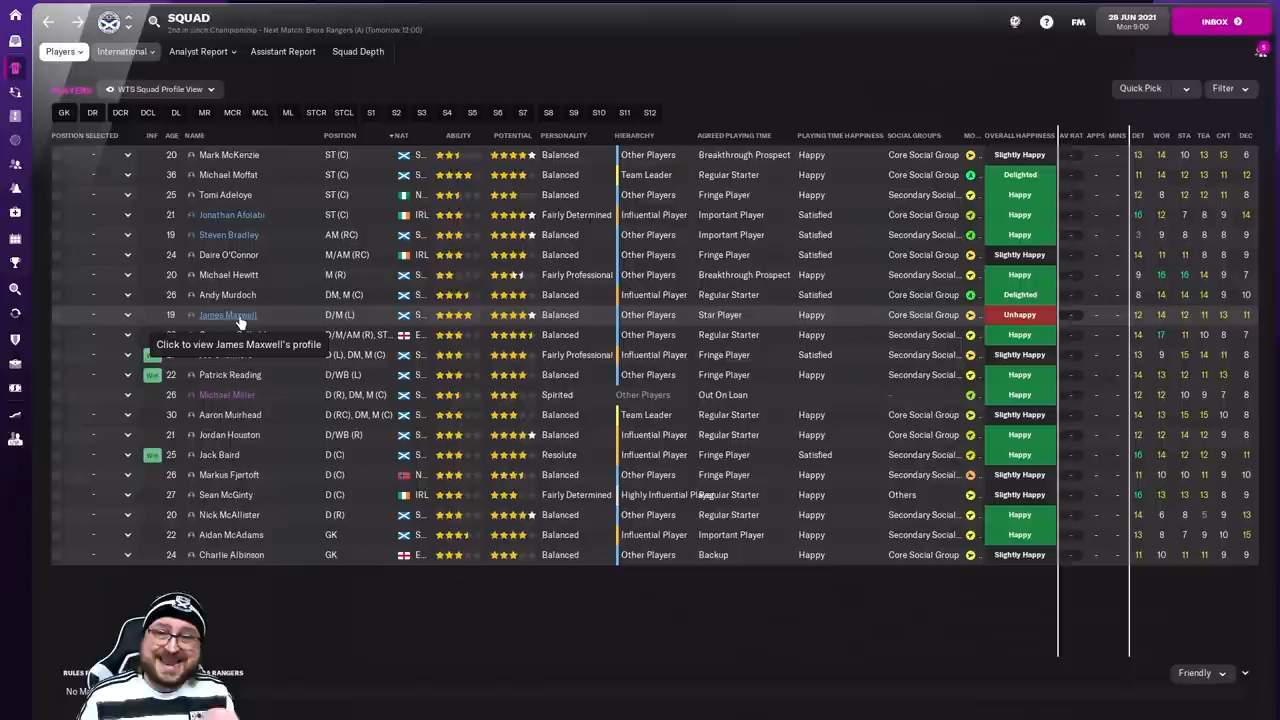 SQUAD
Next Match: Brora Rangers (A) (Tomorrow 12:00)
FM
28 JUN 2021
Mon 9:00
INBOX
5
Players International Analyst Report Assistant Report Squad Depth
PLAYERS WTS Squad Profile View Quick Pick Filter
GK DR DCR DCL DL MR MCR MCL ML STCR STCL S1 S2 S3 S4 S5 S6 S7 S8 S9 S10 S11 S12
POSITION SELECTED INF AGE NAME POSITION NAT ABILITY POTENTIAL PERSONALITY HIERARCHY AGREED PLAYING TIME PLAYING TIME HAPPINESS SOCIAL GROUPS MO... OVERALL HAPPINESS AV RAT APPS MINS DET WOR STA TEA CNT DEC
- 20 Mark McKenzie ST (C) S... Balanced Other Players Breakthrough Prospect Happy Core Social Group Slightly Happy - - - 13 14 10 13 13 6
- 36 Michael Moffat ST (C) S... Balanced Team Leader Regular Starter Happy Core Social Group Delighted - - - 11 14 12 13 11 12
- 25 Tomi Adeloye ST (C) N... Balanced Other Players Fringe Player Happy Secondary Social... Happy - - - 12 8 12 12 11 8
- 21 Jonathan Afolabi ST (C) IRL Fairly Determined Influential Player Important Player Satisfied Core Social Group Happy - - - 16 12 7 8 9 14
- 19 Steven Bradley AM (RC) S... Balanced Other Players Important Player Satisfied Secondary Social... Happy - - - 3 9 8 8 9 9
- 24 Daire O'Connor M/AM (RC) IRL Balanced Other Players Fringe Player Satisfied Core Social Group Slightly Happy - - - 14 11 11 8 8 9
- 20 Michael Hewitt M (R) S... Fairly Professional Other Players Breakthrough Prospect Happy Secondary Social... Happy - - - 9 16 16 14 9 7
- 26 Andy Murdoch DM, M (C) S... Balanced Influential Player Regular Starter Satisfied Secondary Social... Delighted - - - 8 14 14 14 9 10
- 19 James Maxwell D/M (L) S... Balanced Other Players Star Player Happy Core Social Group Unhappy - - - 12 14 12 11 13 11
D/M/AM (R), ST... E... Balanced Other Players Fringe Player Happy Secondary Social... Happy - - - 14 17 11 10 8 7
Click to view James Maxwell's profile
(L), DM, M (C) S... Fairly Professional Influential Player Fringe Player Satisfied Core Social Group Slightly Happy - - - 13 9 15 14 11 8
- 22 Patrick Reading D/WB (L) S... Balanced Other Players Fringe Player Happy Secondary Social... Happy - - - 12 14 12 11 13 8
- 26 Michael Miller D (R), DM, M (C) S... Spirited Other Players Out On Loan - Happy - - - 12 12 10 9 7 8
- 30 Aaron Muirhead D (RC), DM, M (C) S... Balanced Team Leader Regular Starter Happy Core Social Group Slightly Happy - - - 14 13 15 15 10 8
- 21 Jordan Houston D/WB (R) S... Balanced Influential Player Regular Starter Happy Core Social Group Happy - - - 12 12 14 12 9 8
- 25 Jack Baird D (C) S... Resolute Influential Player Fringe Player Satisfied Core Social Group Happy - - - 16 14 12 12 9 11
- 26 Markus Fjørtoft D (C) N... Balanced Other Players Fringe Player Happy Secondary Social... Slightly Happy - - - 11 10 10 11 9 10
- 27 Sean McGinty D (C) IRL Fairly Determined Highly Influential Regular Starter Happy Others Slightly Happy - - - 16 13 13 13 8 9
- 20 Nick McAllister D (R) S... Balanced Other Players Regular Starter Happy Secondary Social... Happy - - - 14 6 8 5 9 13
- 22 Aidan McAdams GK S... Balanced Influential Player Important Player Happy Secondary Social... Happy - - - 13 8 7 9 10 15
- 24 Charlie Albinson GK E... Balanced Other Players Backup Happy Core Social Group Slightly Happy - - - 11 10 11 11 9 9
RULES RANGERS
No Friendly